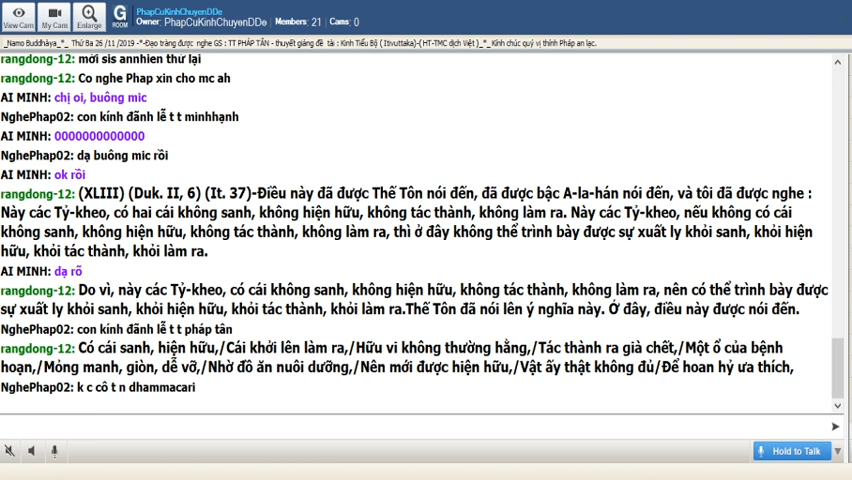 PhapCuKinhChuyenDDe
Owner: PhapCuKinhChuyenDDe Members: 21 Cams: 0
View Cam My Cam Enlarge G ROOM
_Namo Buddhàya_*_ Thứ Ba 26 /11 /2019 -*-Đạo tràng được nghe GS : TT PHÁP TÂN - thuyết giảng đề tài : Kinh Tiểu Bộ ( Itivuttaka)-( HT-TMC dịch Việt )_*_Kính chúc quý vị thính Pháp an lạc.
rangdong-12: mời sis annhien thử lại
rangdong-12: Co nghe Phap xin cho mc ah
AI MINH: chị oi, buông mic
NghePhap02: con kính đãnh lễ t t minhhạnh
AI MINH: 0000000000000
NghePhap02: dạ buông mic rồi
AI MINH: ok rồi
rangdong-12: (XLIII) (Duk. II, 6) (It. 37)-Điều này đã được Thế Tôn nói đến, đã được bậc A-la-hán nói đến, và tôi đã được nghe :
Này các Tỷ-kheo, có hai cái không sanh, không hiện hữu, không tác thành, không làm ra. Này các Tỷ-kheo, nếu không có cái
không sanh, không hiện hữu, không tác thành, không làm ra, thì ở đây không thể trình bày được sự xuất ly khỏi sanh, khỏi hiện
hữu, khỏi tác thành, khỏi làm ra.
AI MINH: dạ rõ
rangdong-12: Do vì, này các Tỷ-kheo, có cái không sanh, không hiện hữu, không tác thành, không làm ra, nên có thể trình bày được
sự xuất ly khỏi sanh, khỏi hiện hữu, khỏi tác thành, khỏi làm ra.Thế Tôn đã nói lên ý nghĩa này. Ở đây, điều này được nói đến.
NghePhap02: con kính đãnh lễ t t pháp tân
rangdong-12: Có cái sanh, hiện hữu,/Cái khởi lên làm ra,/Hữu vi không thường hằng,/Tác thành ra già chết,/Một ổ của bệnh
hoạn,/Mỏng manh, giòn, dễ vỡ,/Nhờ đồ ăn nuôi dưỡng,/Nên mới được hiện hữu,/Vật ấy thật không đủ/Để hoan hỷ ưa thích,
NghePhap02: k c cô t n dhammacari
Hold to Talk